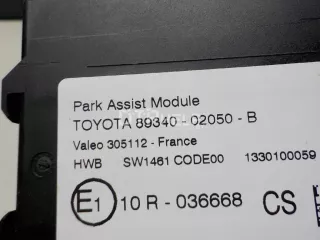 Park Assist Module
TOYOTA 89340 - 02050 - B
Valeo 305112 - France
HWB SW1461 CODE00 1330100059
E1 10 R - 036668 CS